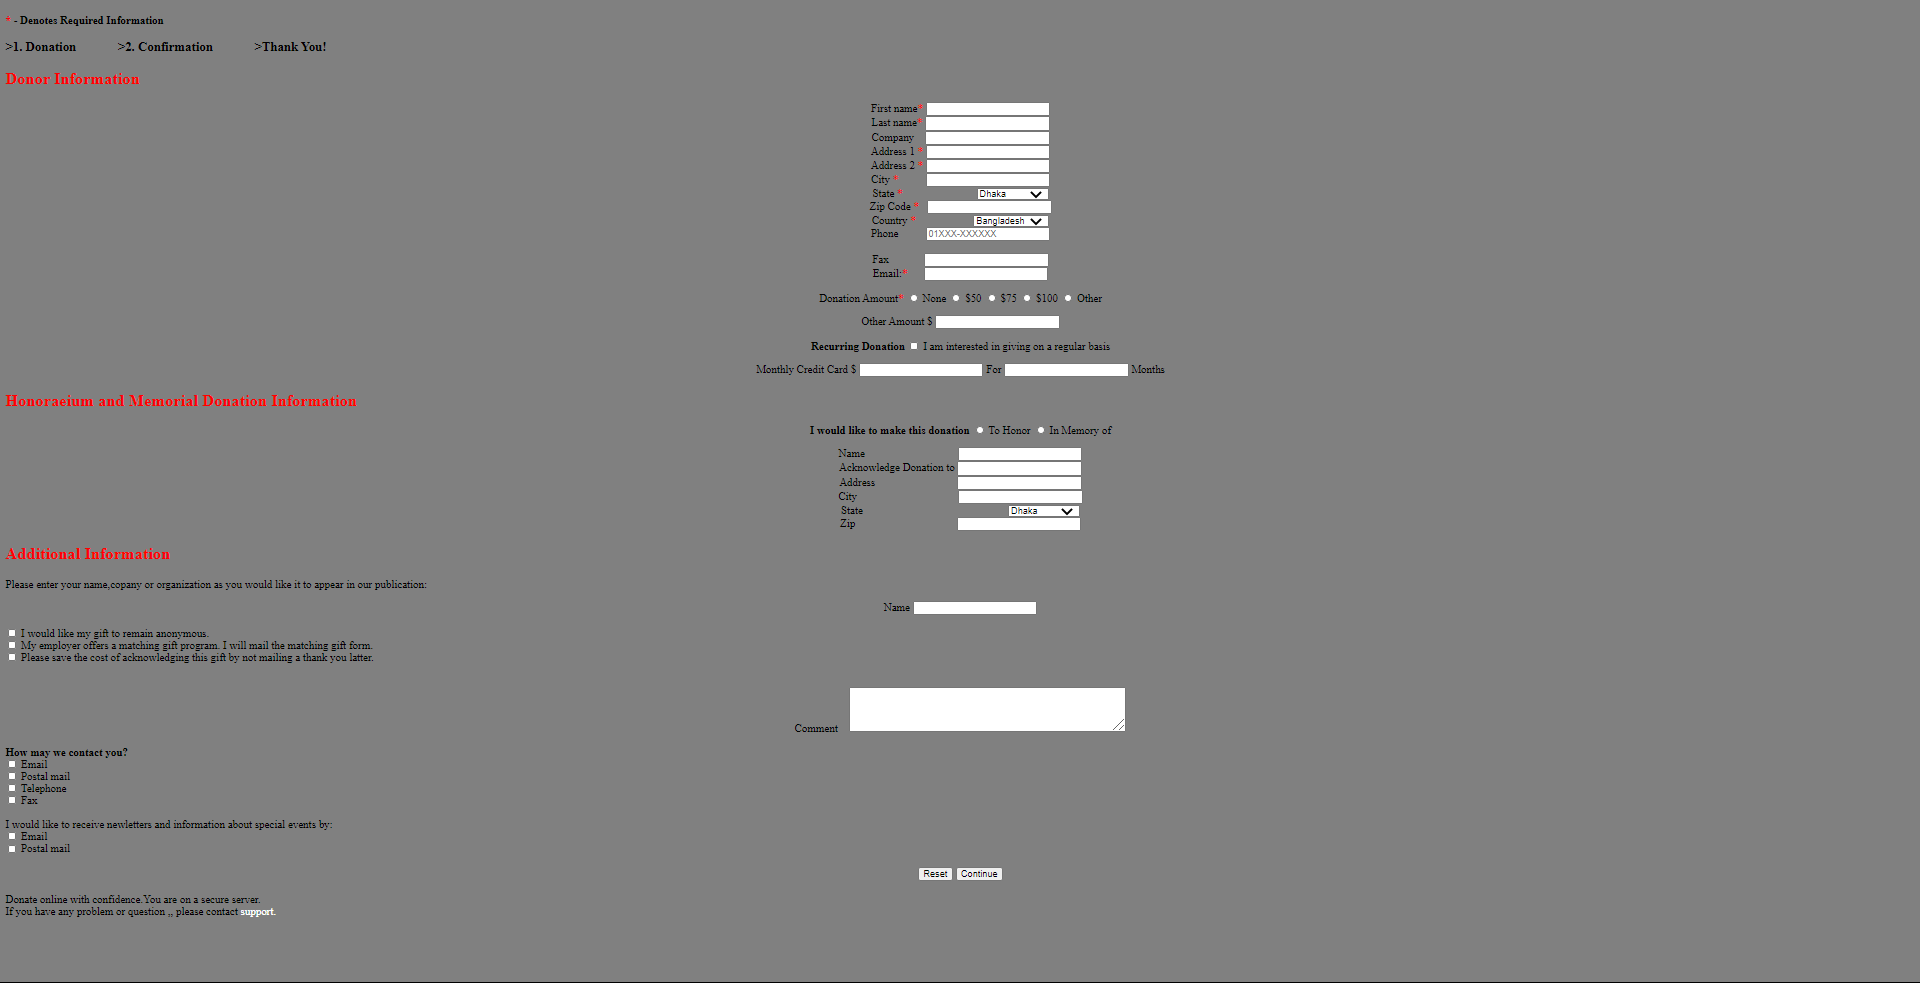 * - Denotes Required Information
>1. Donation >2. Confirmation >Thank You!
Donor Information
First name*
Last name*
Company
Address 1 *
Address 2 *
City *
State * Dhaka
Zip Code *
Country * Bangladesh
Phone 01XXX-XXXXXX
Fax
Email:*
Donation Amount* None $50 $75 $100 Other
Other Amount $
Recurring Donation I am interested in giving on a regular basis
Monthly Credit Card $ For Months
Honoraeium and Memorial Donation Information
I would like to make this donation To Honor In Memory of
Name
Acknowledge Donation to
Address
City
State Dhaka
Zip
Additional Information
Please enter your name,copany or organization as you would like it to appear in our publication:
Name
I would like my gift to remain anonymous.
My employer offers a matching gift program. I will mail the matching gift form.
Please save the cost of acknowledging this gift by not mailing a thank you latter.
Comment
How may we contact you?
Email
Postal mail
Telephone
Fax
I would like to receive newletters and information about special events by:
Email
Postal mail
Reset Continue
Donate online with confidence.You are on a secure server.
If you have any problem or question ,, please contact support.